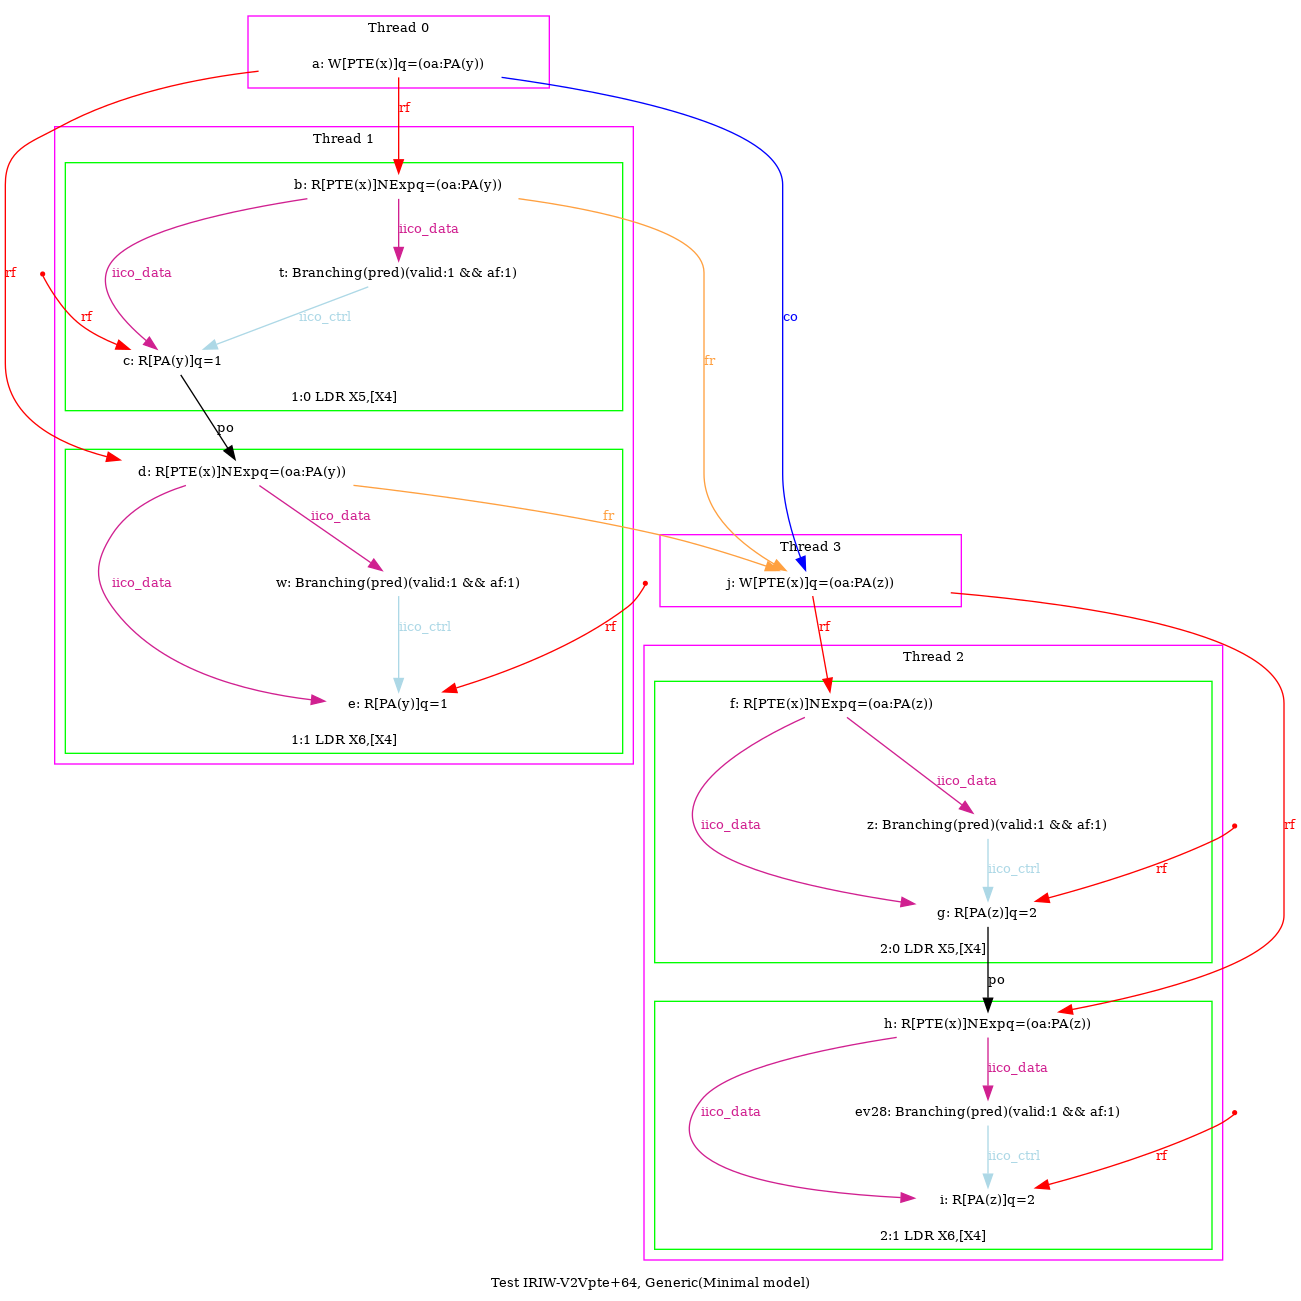 Thread 0
a: W[PTE(x)]q=(oa:PA(y))
rf
Thread 1
b: R[PTE(x)]NExpq=(oa:PA(y))
iico_data
t: Branching(pred)(valid:1 && af:1)
rf
iico_data
rf
iico_ctrl
co
fr
c: R[PA(y)]q=1
1:0 LDR X5,[X4]
po
d: R[PTE(x)]NExpq=(oa:PA(y))
iico_data
fr
Thread 3
iico_data
w: Branching(pred)(valid:1 && af:1)
j: W[PTE(x)]q=(oa:PA(z))
iico_ctrl
rf
rf
Thread 2
e: R[PA(y)]q=1
f: R[PTE(x)]NExpq=(oa:PA(z))
1:1 LDR X6,[X4]
iico_data
iico_data
z: Branching(pred)(valid:1 && af:1)
rf
iico_ctrl
rf
g: R[PA(z)]q=2
2:0 LDR X5,[X4]
po
h: R[PTE(x)]NExpq=(oa:PA(z))
iico_data
iico_data
ev28: Branching(pred)(valid:1 && af:1)
iico_ctrl
rf
i: R[PA(z)]q=2
2:1 LDR X6,[X4]
Test IRIW-V2Vpte+64, Generic(Minimal model)